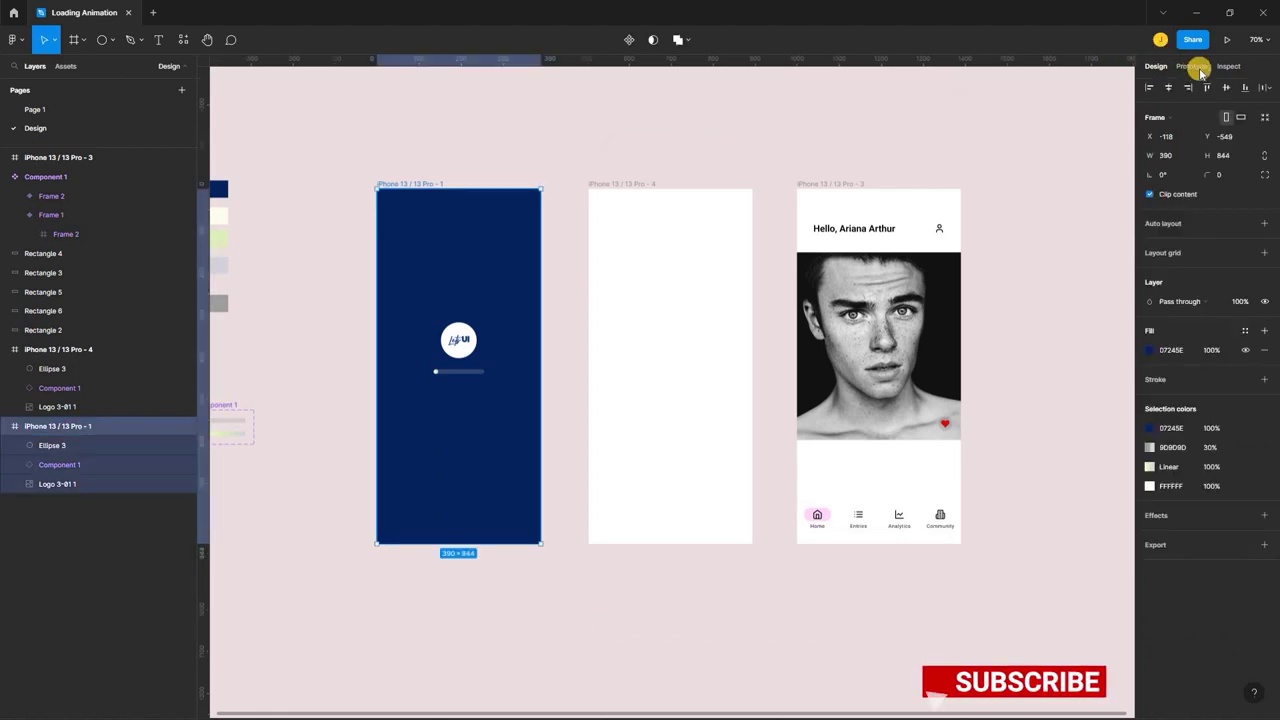 Loading Animation
Share
70%
Layers
Assets
Design
Design
Prototype
Inspect
Pages
Page 1
Design
iPhone 13 / 13 Pro - 3
Component 1
Frame 2
Frame 1
Frame 2
Rectangle 4
Rectangle 3
Rectangle 5
Rectangle 6
Rectangle 2
iPhone 13 / 13 Pro - 4
Ellipse 3
Component 1
Logo 3-01 1
iPhone 13 / 13 Pro - 1
Ellipse 3
Component 1
Logo 3-01 1
ponent 1
iPhone 13 / 13 Pro - 1
iPhone 13 / 13 Pro - 4
iPhone 13 / 13 Pro - 3
UI
390 × 844
Hello, Ariana Arthur
Home
Entries
Analytics
Community
Frame
X -118
Y -549
W 390
H 844
0°
0
Clip content
Auto layout
Layout grid
Layer
Pass through
100%
Fill
07245E
100%
Stroke
Selection colors
07245E
100%
9D9D9D
30%
Linear
100%
FFFFFF
100%
Effects
Export
SUBSCRIBE
?